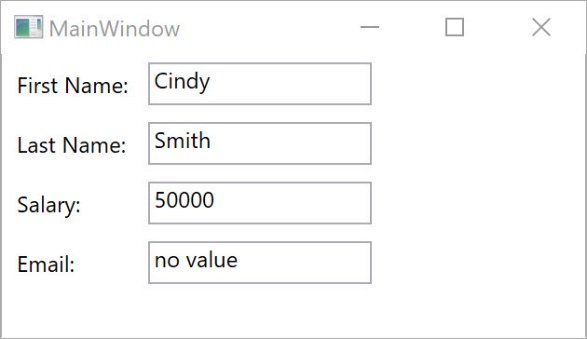 MainWindow
First Name: Cindy
Last Name: Smith
Salary: 50000
Email: no value